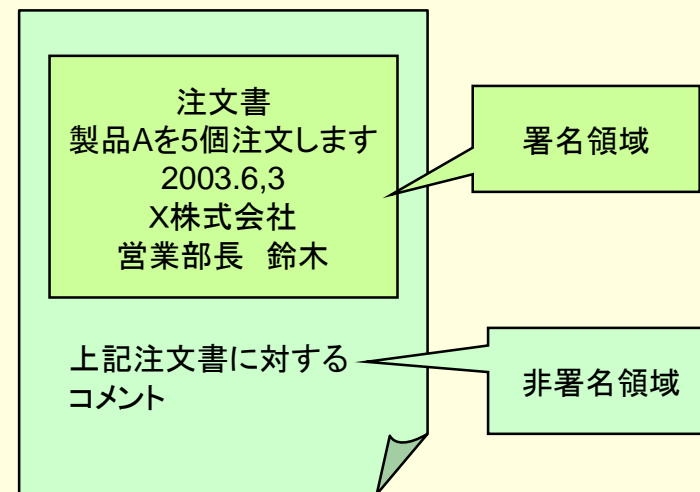 注文書
製品Aを5個注文します
2003.6,3
X株式会社
営業部長　鈴木
署名領域
上記注文書に対する
コメント
非署名領域